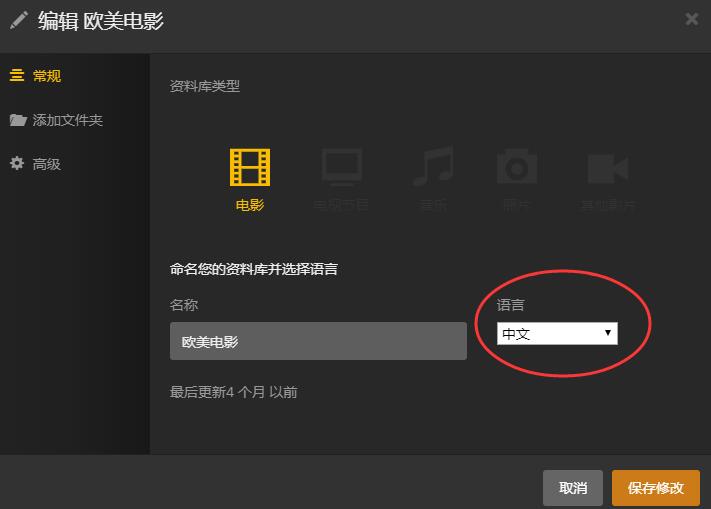 编辑 欧美电影
常规
添加文件夹
高级
资料库类型
电影
电视节目
音乐
照片
其他影片
命名您的资料库并选择语言
名称
语言
欧美电影
中文
最后更新4 个月 以前
取消
保存修改